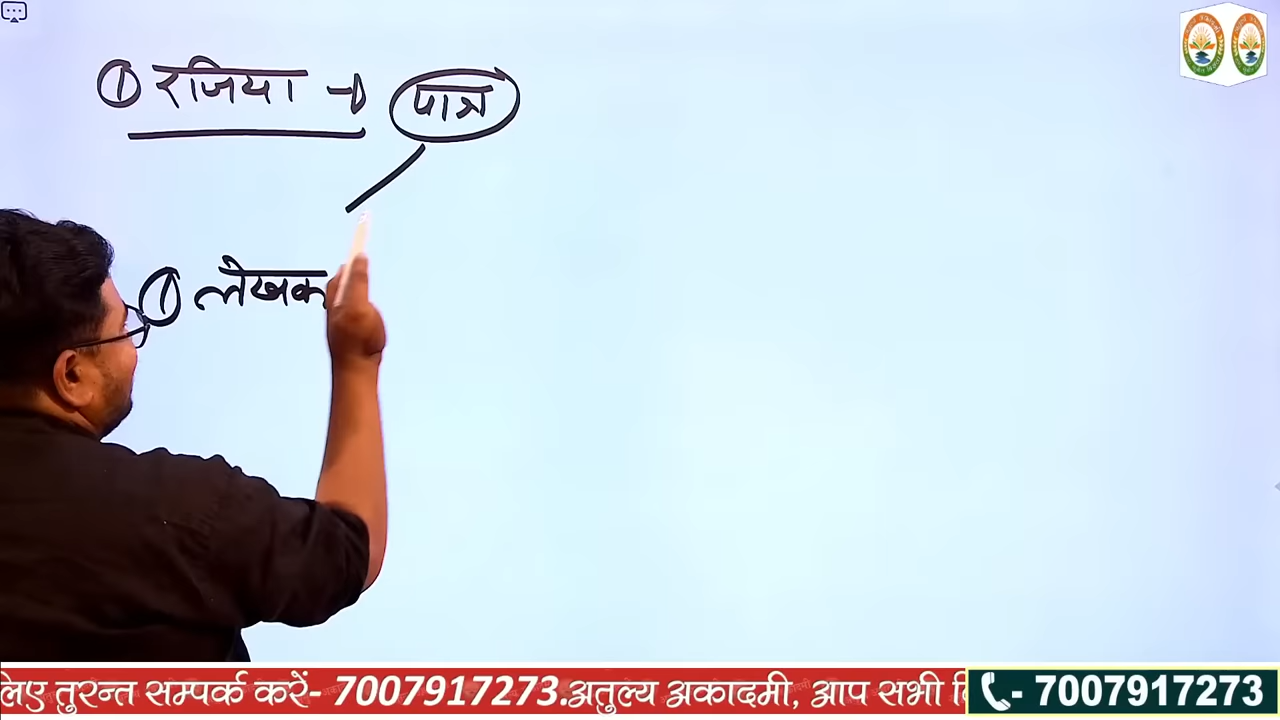 ① रजिया → पात्र
① लेखक
लिए तुरन्त सम्पर्क करें- 7007917273.अतुल्य अकादमी, आप सभी
- 7007917273